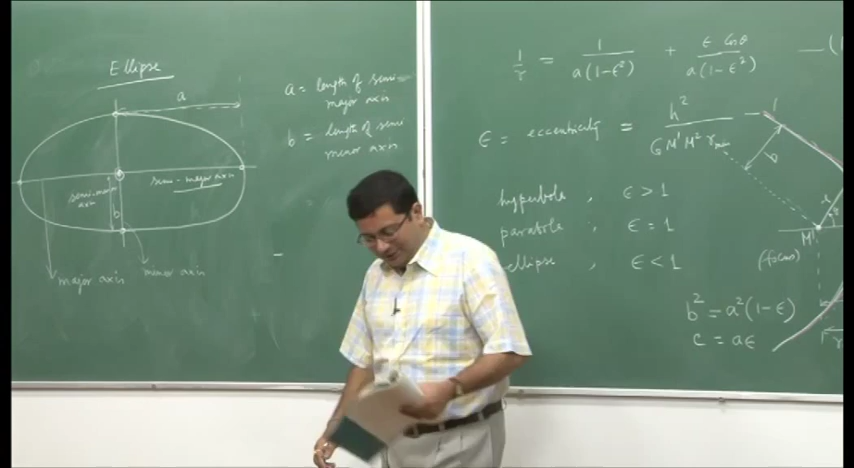 Ellipse
a
a = length of semi-
major axis
b = length of semi
minor axis
semi-major axis
semi-minor
axis
b
major axis
minor axis
1/r = 1/a(1-ε²) + ε Cosθ/a(1-ε²) —(1
ε = eccentricity = h²/GM'M²r_min
hyperbola , ε > 1
parabola , ε = 1
ellipse , ε < 1
b
M'
(focus)
b² = a²(1-ε)
c = aε